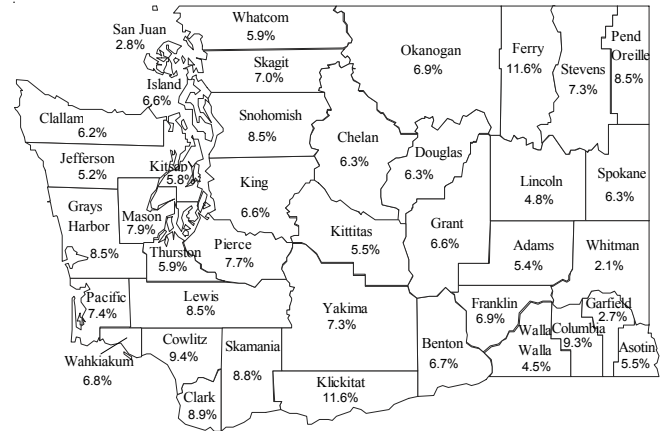 Whatcom
5.9%
San Juan
2.8%
Skagit
7.0%
Island
6.6%
Okanogan
6.9%
Ferry
11.6%
Stevens
7.3%
Pend
Oreille
8.5%
Clallam
6.2%
Snohomish
8.5%
Chelan
6.3%
Douglas
6.3%
Jefferson
5.2%
Kitsap
5.8%
King
6.6%
Lincoln
4.8%
Spokane
6.3%
Grays
Harbor
8.5%
Mason
7.9%
Thurston
5.9%
Pierce
7.7%
Kittitas
5.5%
Grant
6.6%
Adams
5.4%
Whitman
2.1%
Pacific
7.4%
Lewis
8.5%
Yakima
7.3%
Franklin
6.9%
Garfield
2.7%
Wahkiakum
6.8%
Cowlitz
9.4%
Skamania
8.8%
Benton
6.7%
Walla
Walla
4.5%
Columbia
9.3%
Asotin
5.5%
Clark
8.9%
Klickitat
11.6%